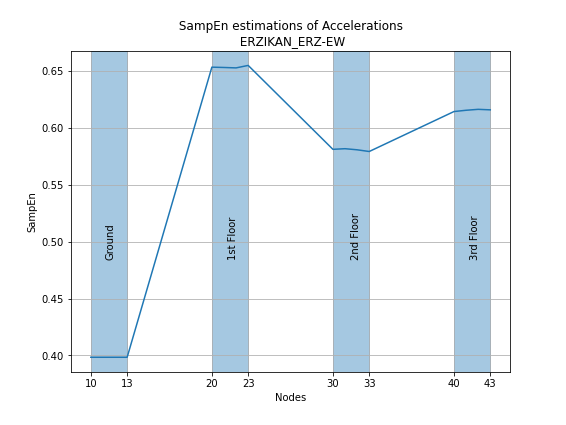 SampEn estimations of Accelerations
ERZIKAN_ERZ-EW
0.65
0.60
0.55
0.50
0.45
0.40
SampEn
Ground
1st Floor
2nd Floor
3rd Floor
10 13 20 23 30 33 40 43
Nodes